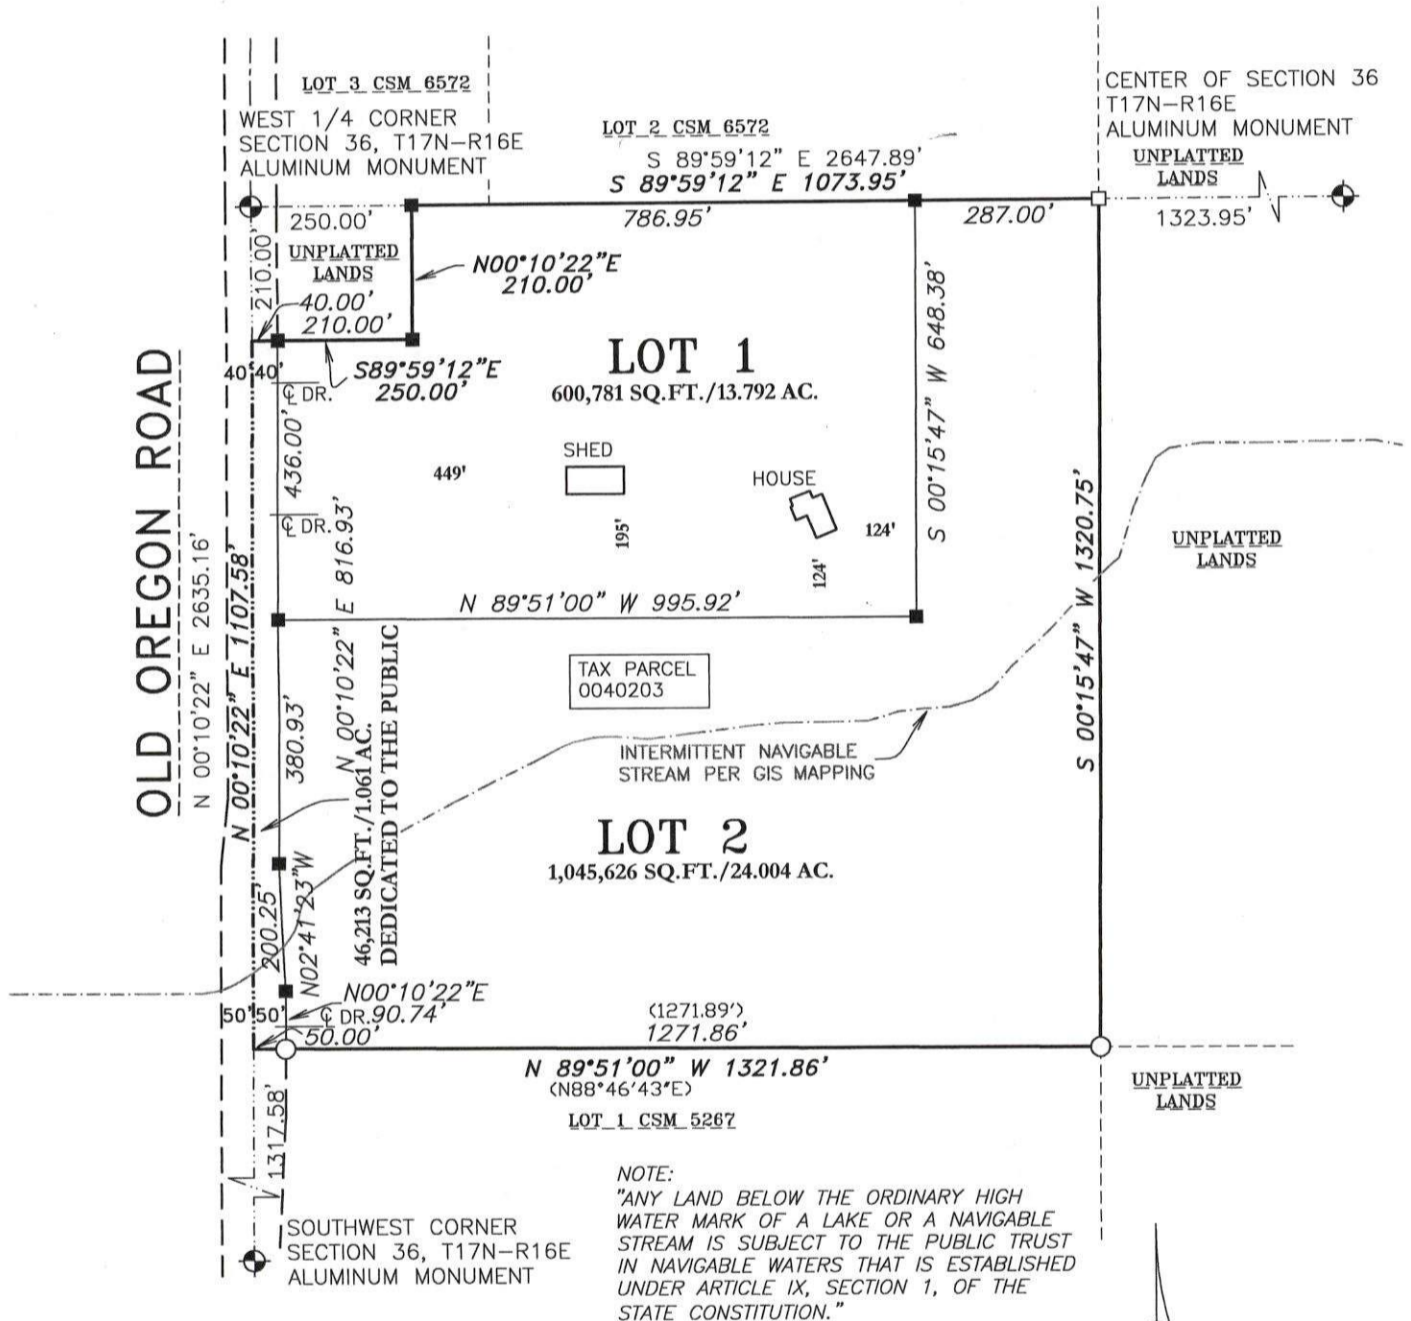 LOT 3 CSM 6572
WEST 1/4 CORNER
SECTION 36, T17N-R16E
ALUMINUM MONUMENT
LOT 2 CSM 6572
S 89°59'12" E 2647.89'
S 89°59'12" E 1073.95'
CENTER OF SECTION 36
T17N-R16E
ALUMINUM MONUMENT
UNPLATTED
LANDS
250.00'
786.95'
287.00'
1323.95'
210.00'
UNPLATTED
LANDS
N00°10'22"E
210.00'
40.00'
210.00'
S89°59'12"E
250.00'
40'
40'
℄ DR.
LOT 1
600,781 SQ.FT./13.792 AC.
S 00°15'47" W 648.38'
436.00'
449'
SHED
HOUSE
195'
124'
124'
℄ DR.
OLD OREGON ROAD
N 00°10'22" E 2635.16'
N 00°10'22" E 1107.58'
N 00°10'22" E 816.93'
N 89°51'00" W 995.92'
S 00°15'47" W 1320.75'
UNPLATTED
LANDS
TAX PARCEL
0040203
380.93'
46,213 SQ.FT./1.061 AC.
DEDICATED TO THE PUBLIC
INTERMITTENT NAVIGABLE
STREAM PER GIS MAPPING
LOT 2
1,045,626 SQ.FT./24.004 AC.
200.25'
N02°41'23"W
N00°10'22"E
90.74'
50'
50'
℄ DR.
50.00'
(1271.89')
1271.86'
N 89°51'00" W 1321.86'
(N88°46'43"E)
LOT 1 CSM 5267
UNPLATTED
LANDS
1317.58'
SOUTHWEST CORNER
SECTION 36, T17N-R16E
ALUMINUM MONUMENT
NOTE:
"ANY LAND BELOW THE ORDINARY HIGH
WATER MARK OF A LAKE OR A NAVIGABLE
STREAM IS SUBJECT TO THE PUBLIC TRUST
IN NAVIGABLE WATERS THAT IS ESTABLISHED
UNDER ARTICLE IX, SECTION 1, OF THE
STATE CONSTITUTION."